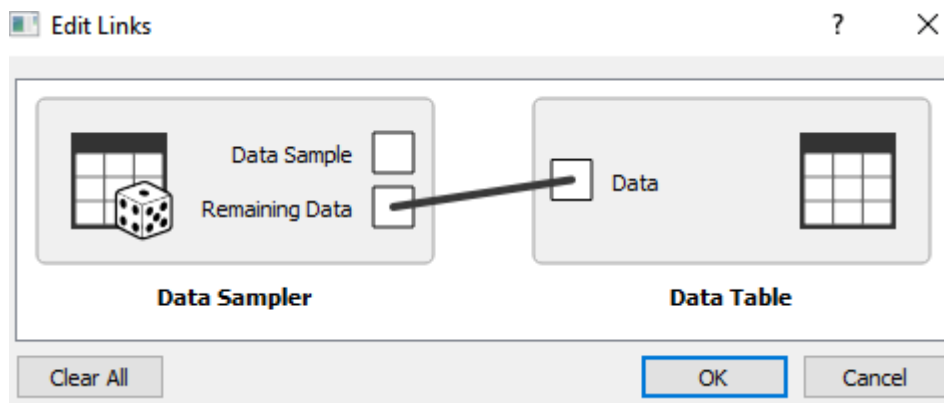 Edit Links
?
Data Sample
Remaining Data
Data
Data Sampler
Data Table
Clear All
OK
Cancel